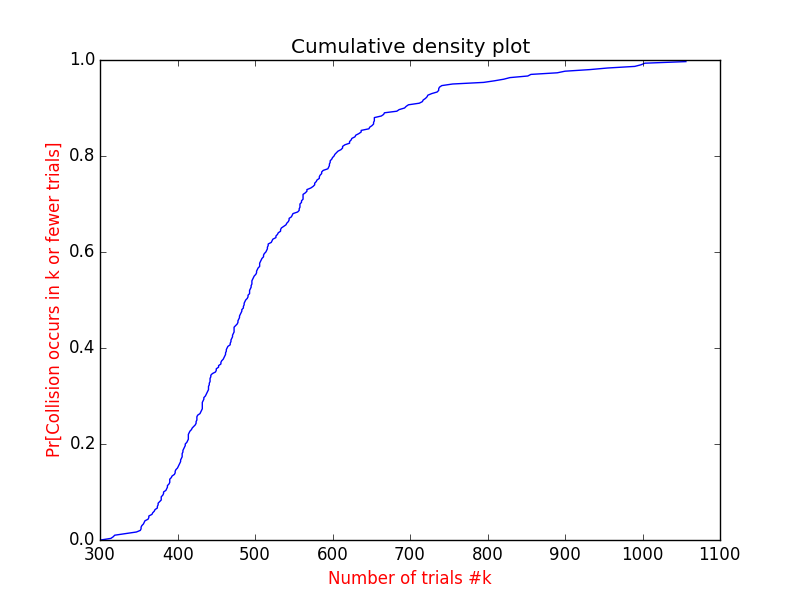 Cumulative density plot
1.0
0.8
0.6
0.4
0.2
0.0
Pr[Collision occurs in k or fewer trials]
300 400 500 600 700 800 900 1000 1100
Number of trials #k